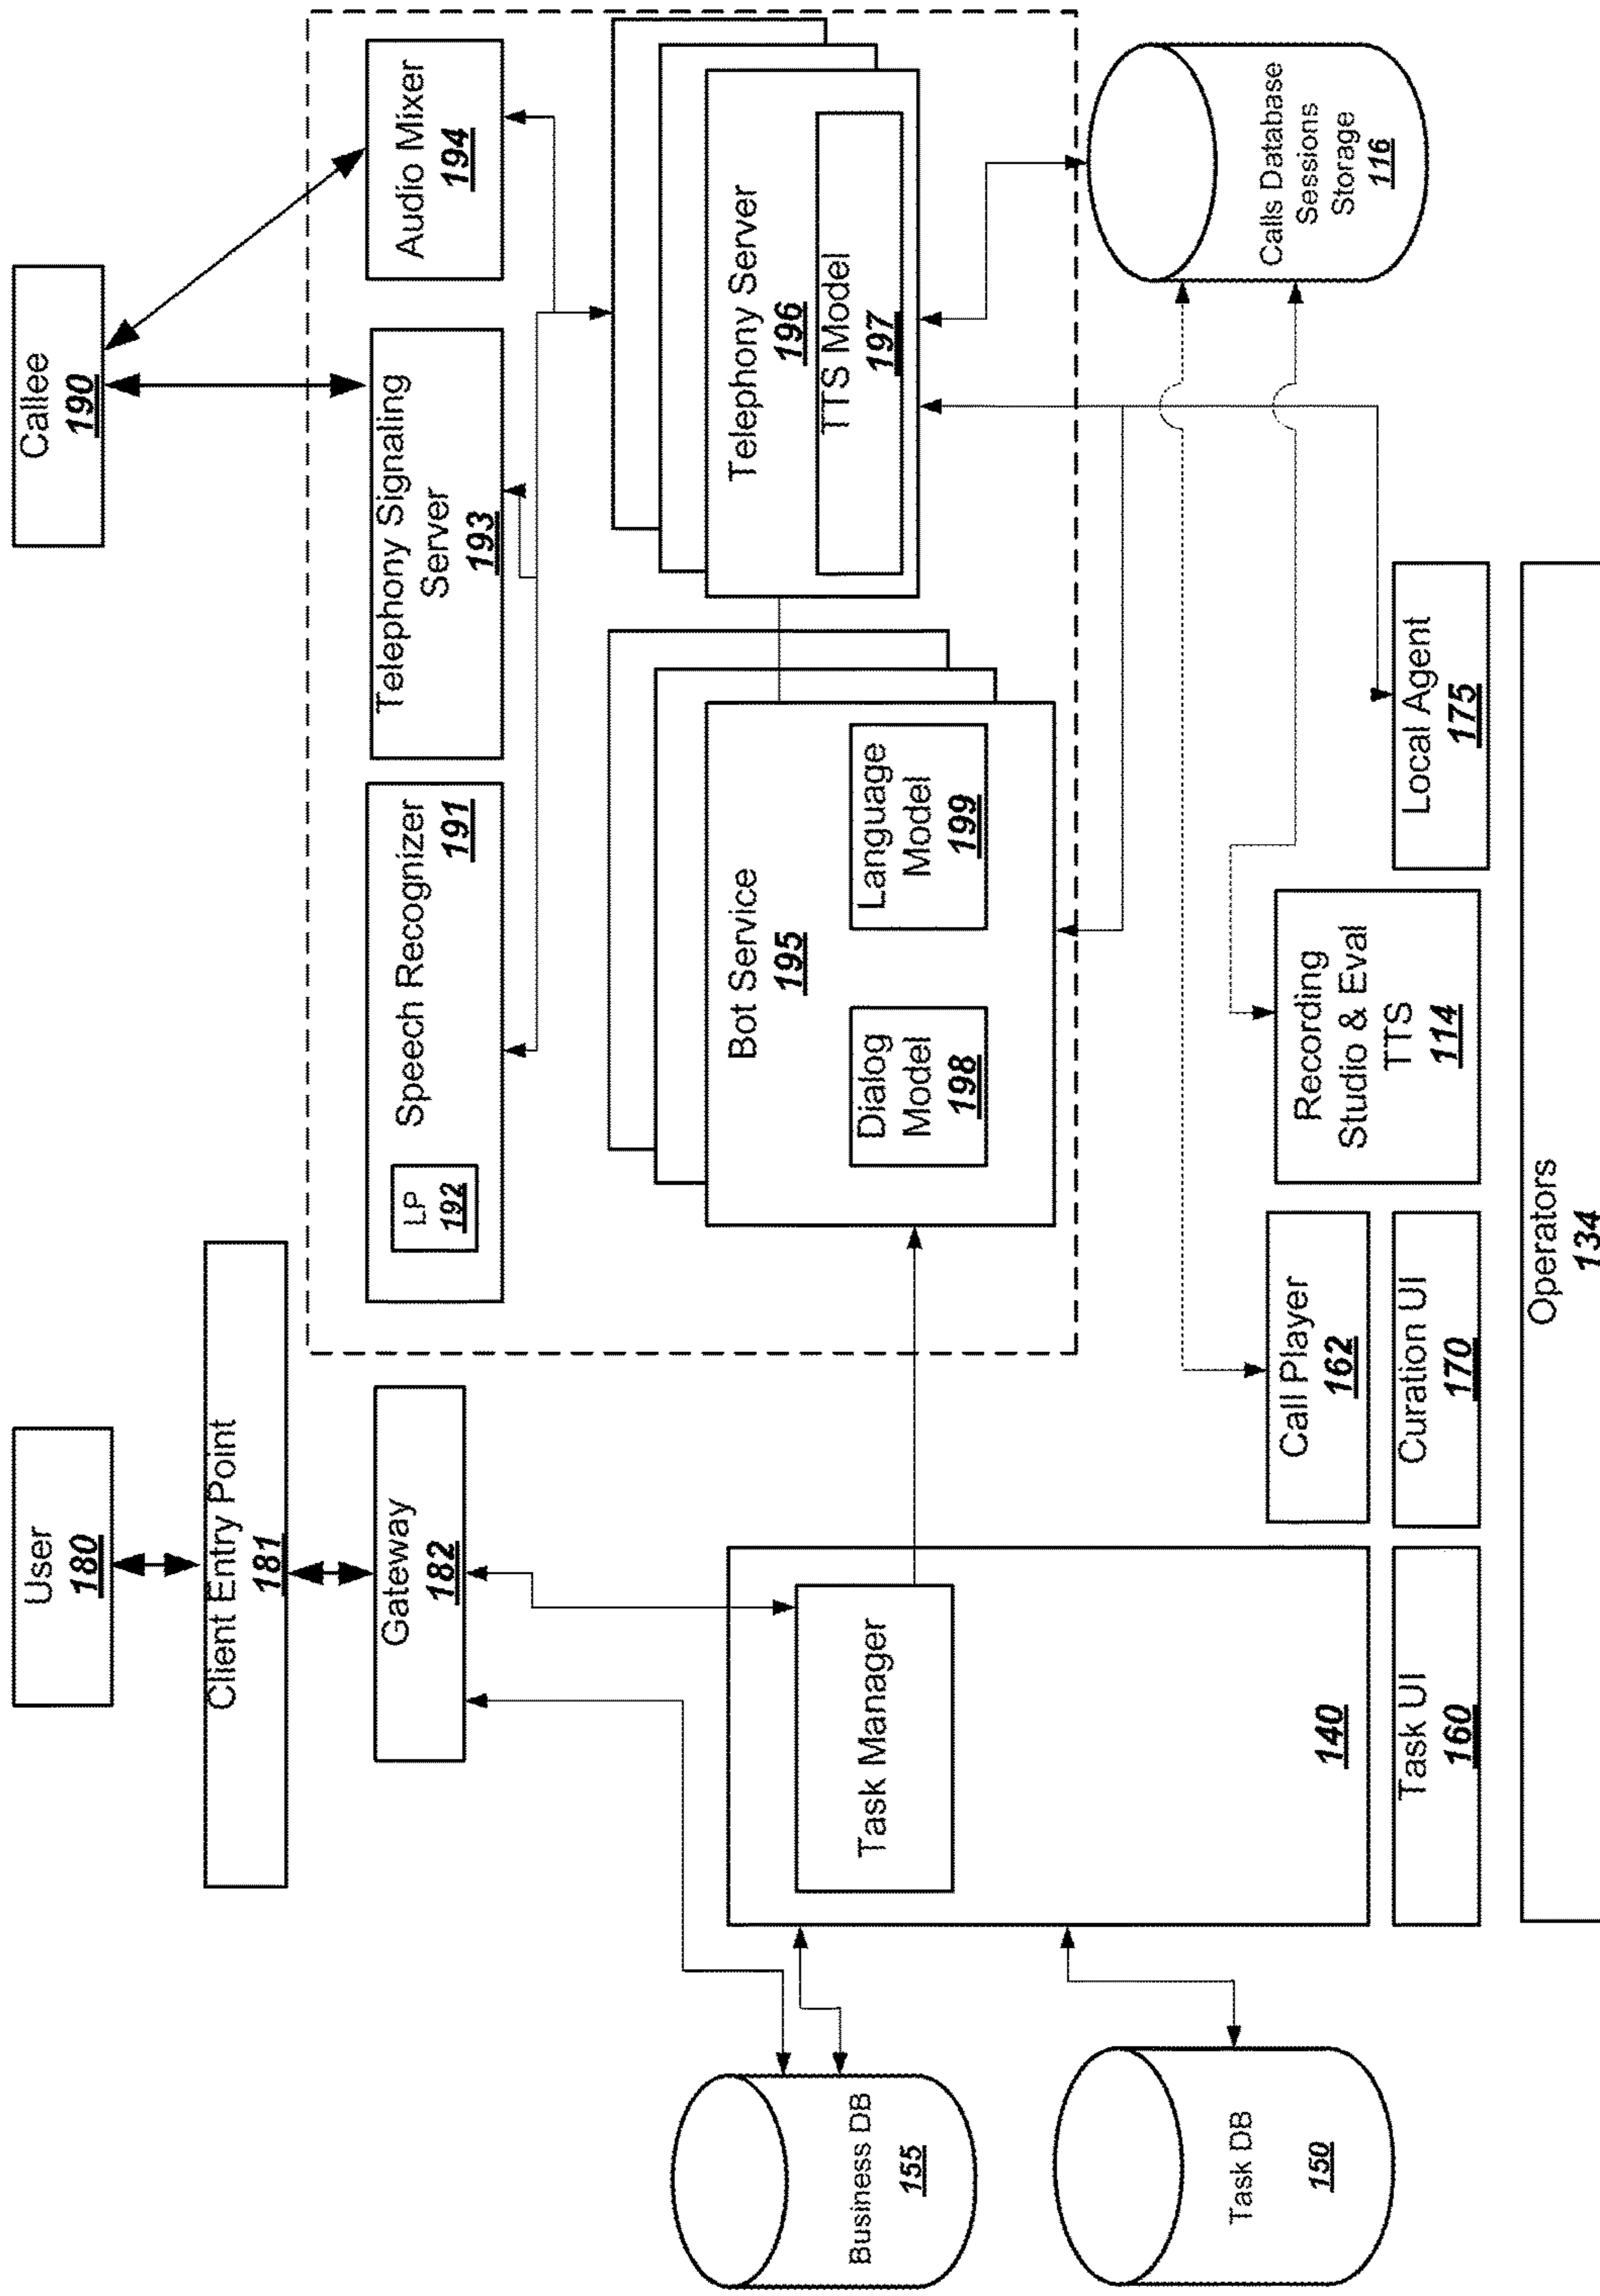 User
180
Callee
190
Client Entry Point
181
Gateway
182
LP
192
Speech Recognizer
191
Telephony Signaling
Server
193
Audio Mixer
194
Business DB
155
Task Manager
140
Bot Service
195
Dialog
Model
198
Language
Model
199
Telephony Server
196
TTS Model
197
Task DB
150
Calls Database
Sessions
Storage
116
Call Player
162
Recording
Studio & Eval
TTS
114
Task UI
160
Curation UI
170
Local Agent
175
Operators
134